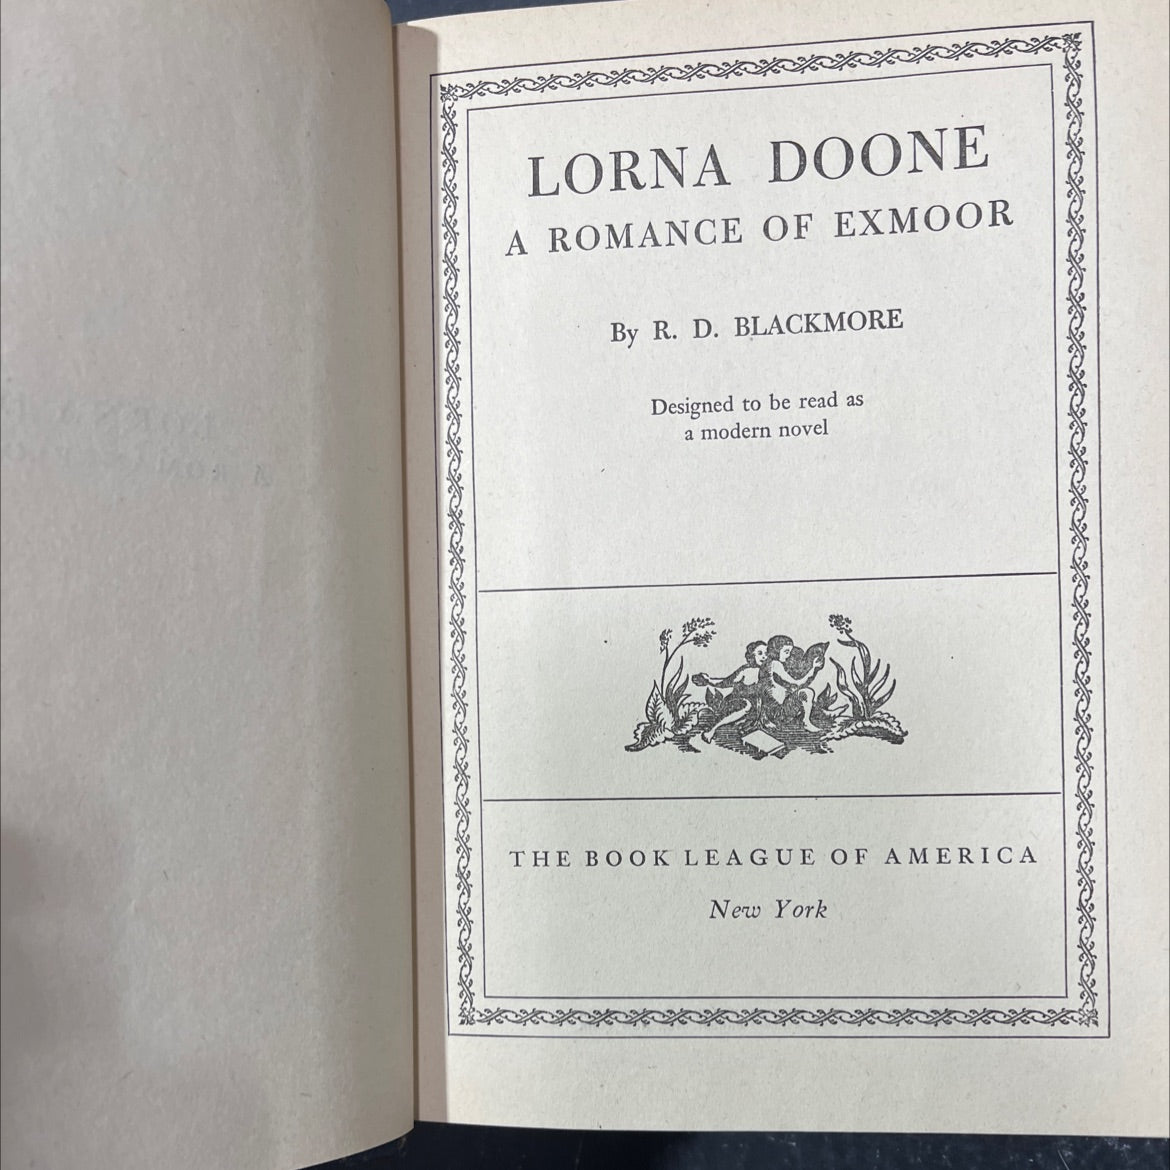 LORNA DOONE
A ROMANCE OF EXMOOR
By R. D. BLACKMORE
Designed to be read as
a modern novel
THE BOOK LEAGUE OF AMERICA
New York